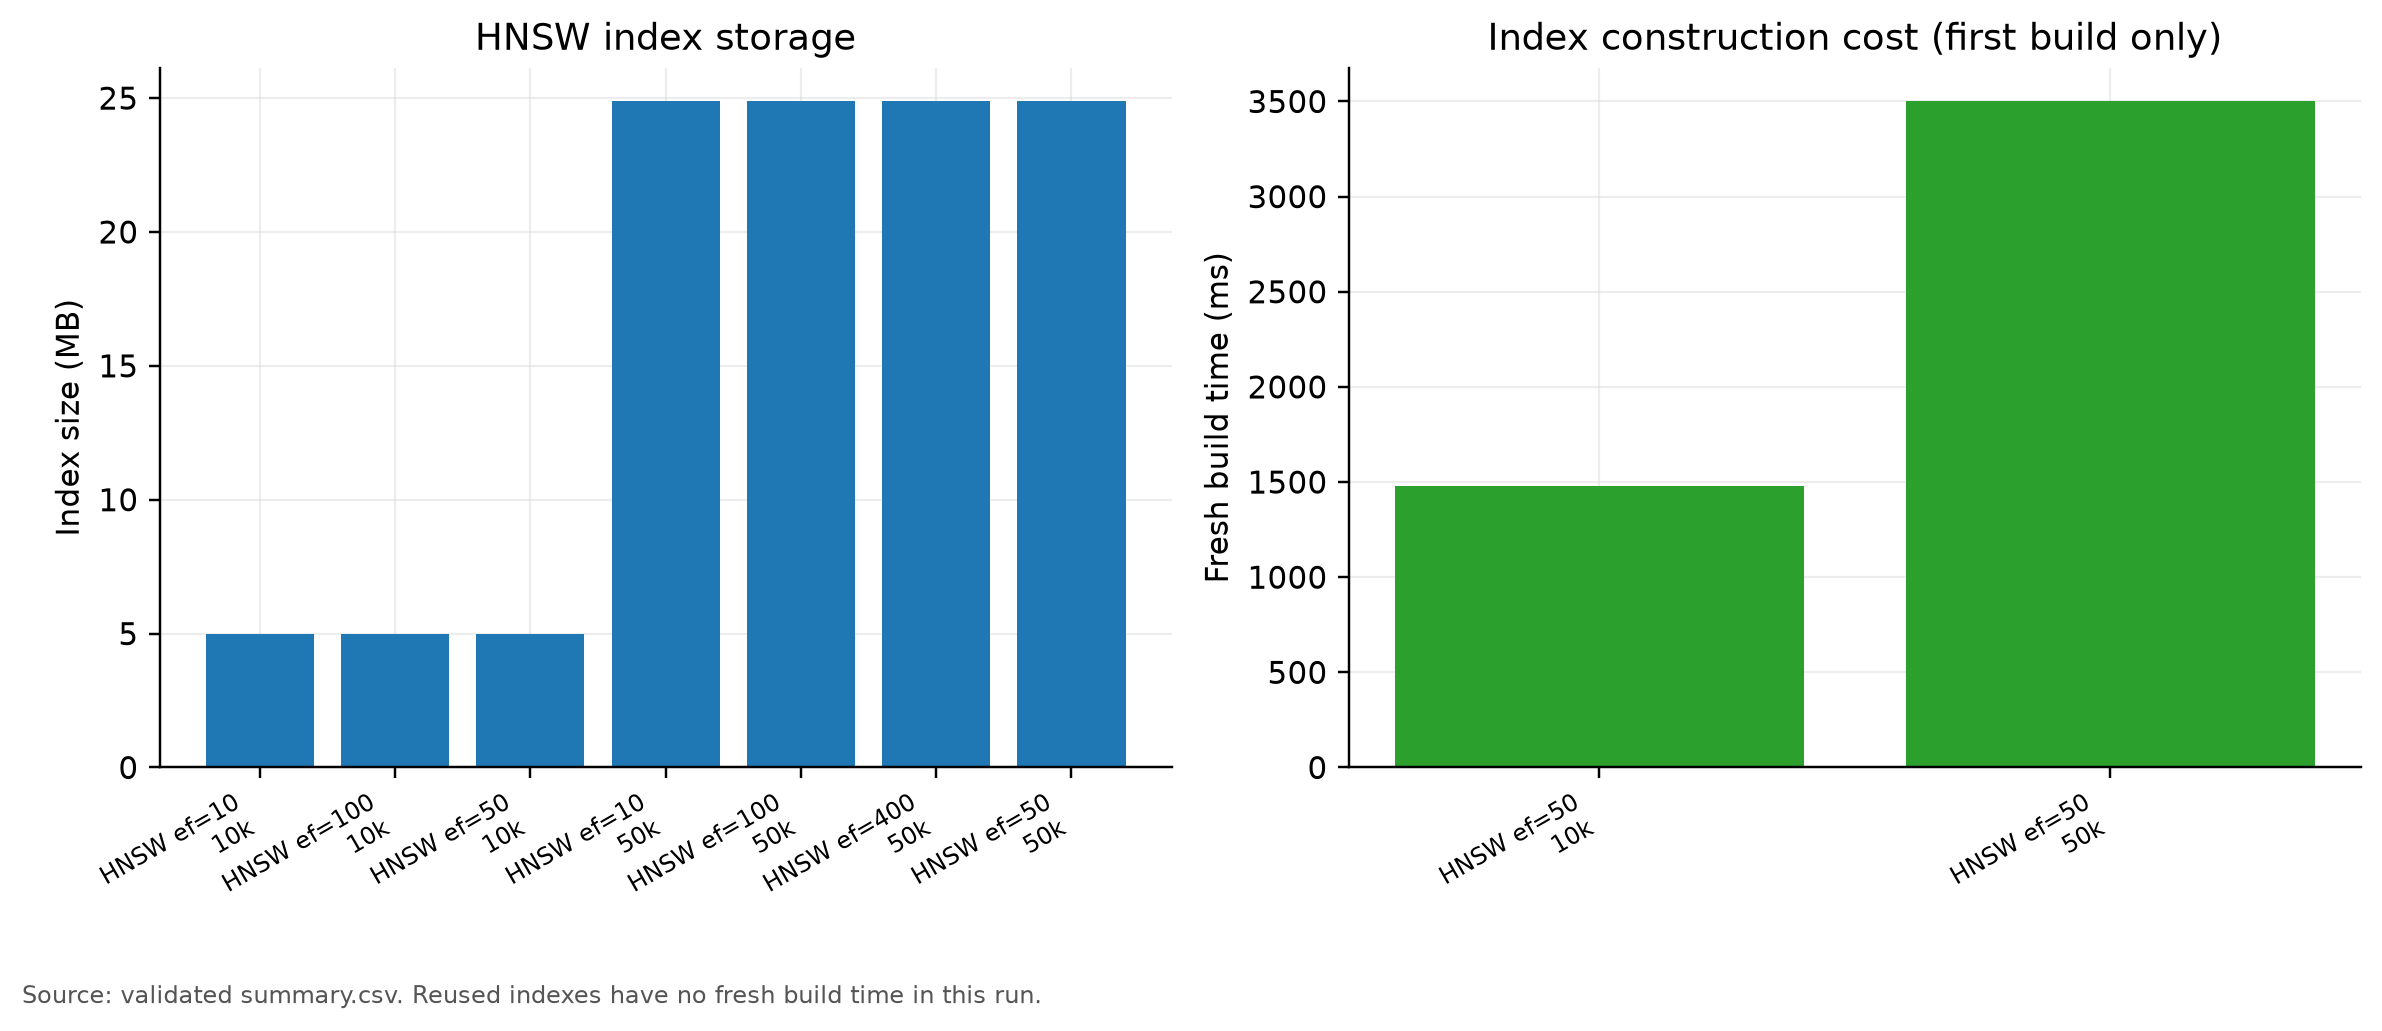 HNSW index storage
Index size (MB)
25
20
15
10
5
0
HNSW ef=10
10k
HNSW ef=100
10k
HNSW ef=50
10k
HNSW ef=10
50k
HNSW ef=100
50k
HNSW ef=400
50k
HNSW ef=50
50k
Index construction cost (first build only)
Fresh build time (ms)
3500
3000
2500
2000
1500
1000
500
0
HNSW ef=50
10k
HNSW ef=50
50k
Source: validated summary.csv. Reused indexes have no fresh build time in this run.